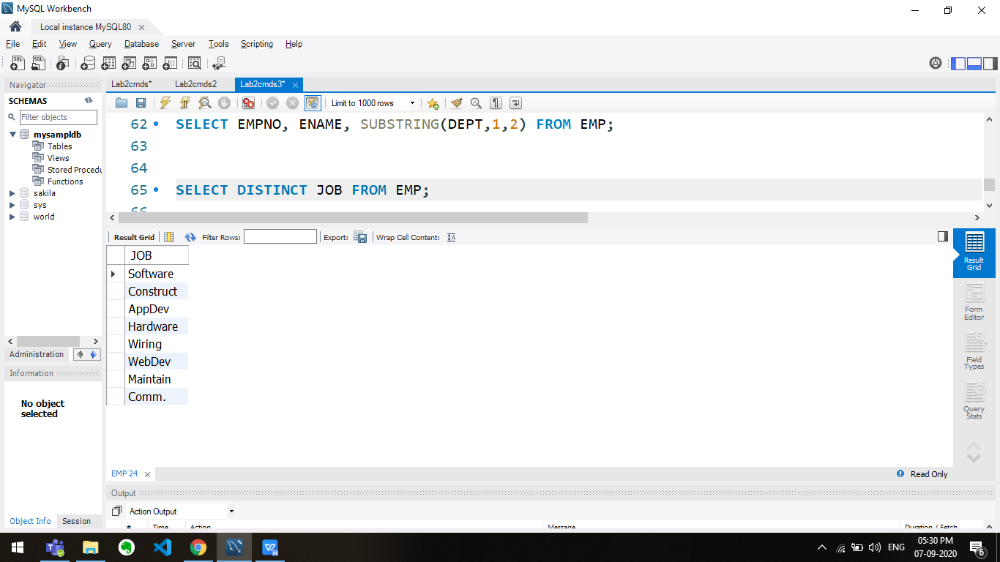 MySQL Workbench
Local instance MySQL80
File Edit View Query Database Server Tools Scripting Help
Navigator
SCHEMAS
Filter objects
mysampldb
Tables
Views
Stored Procedu
Functions
sakila
sys
world
Administration
Information
No object
selected
Object Info Session
Lab2cmds* Lab2cmds2 Lab2cmds3*
Limit to 1000 rows
62 SELECT EMPNO, ENAME, SUBSTRING(DEPT,1,2) FROM EMP;
63
64
65 SELECT DISTINCT JOB FROM EMP;
66
Result Grid Filter Rows: Export: Wrap Cell Content:
JOB
Software
Construct
AppDev
Hardware
Wiring
WebDev
Maintain
Comm.
Result
Grid
Form
Editor
Field
Types
Query
Stats
EMP 24
Read Only
Output
Action Output
# Time Action Message Duration / Fetch
ENG
05:30 PM
07-09-2020
6